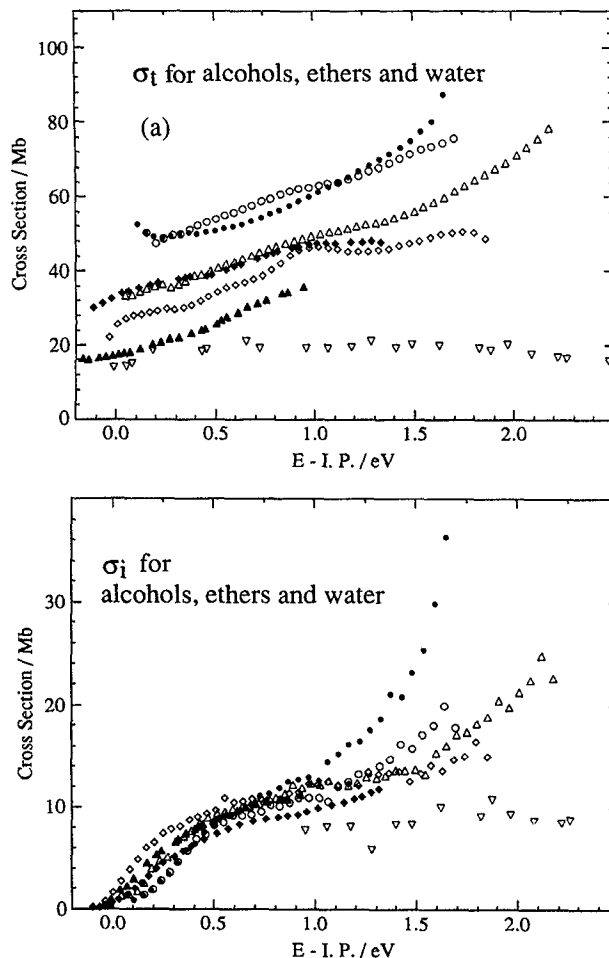 100
80
60
40
20
0
Cross Section / Mb
σt for alcohols, ethers and water
(a)
0.0
0.5
1.0
1.5
2.0
E - I. P. / eV
30
20
10
0
Cross Section / Mb
σi for
alcohols, ethers and water
0.0
0.5
1.0
1.5
2.0
E - I. P. / eV